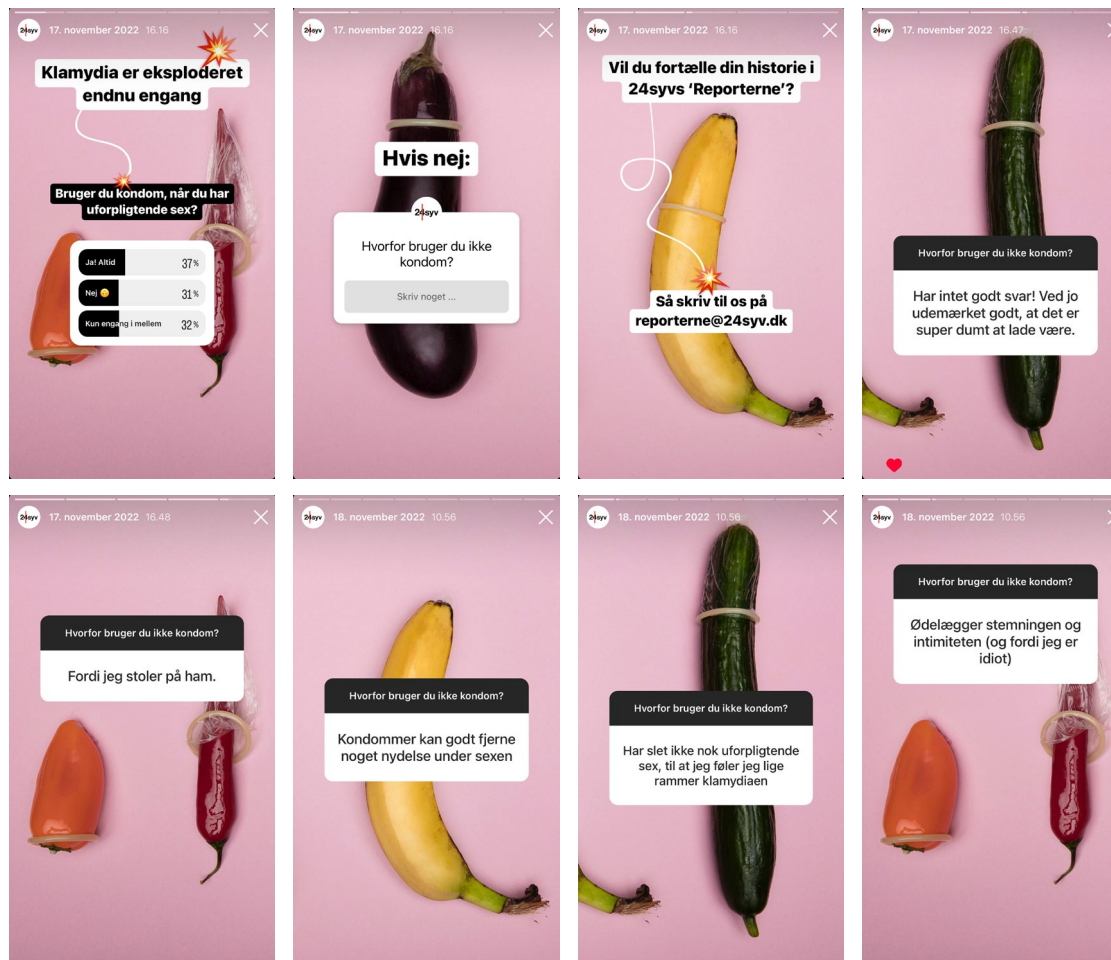 24syv 17. november 2022 16.16
Klamydia er eksploderet
endnu engang
Bruger du kondom, når du har
uforpligtende sex?
Ja! Altid 37%
Nej 31%
Kun engang i mellem 32%
24syv 17. november 2022 16.16
Hvis nej:
24syv
Hvorfor bruger du ikke
kondom?
Skriv noget ...
24syv 17. november 2022 16.16
Vil du fortælle din historie i
24syvs ‘Reporterne’?
Så skriv til os på
reporterne@24syv.dk
24syv 17. november 2022 16.47
Hvorfor bruger du ikke kondom?
Har intet godt svar! Ved jo
udemærket godt, at det er
super dumt at lade være.
24syv 17. november 2022 16.48
Hvorfor bruger du ikke kondom?
Fordi jeg stoler på ham.
24syv 18. november 2022 10.56
Hvorfor bruger du ikke kondom?
Kondommer kan godt fjerne
noget nydelse under sexen
24syv 18. november 2022 10.56
Hvorfor bruger du ikke kondom?
Har slet ikke nok uforpligtende
sex, til at jeg føler jeg lige
rammer klamydiaen
24syv 18. november 2022 10.56
Hvorfor bruger du ikke kondom?
Ødelægger stemningen og
intimiteten (og fordi jeg er
idiot)